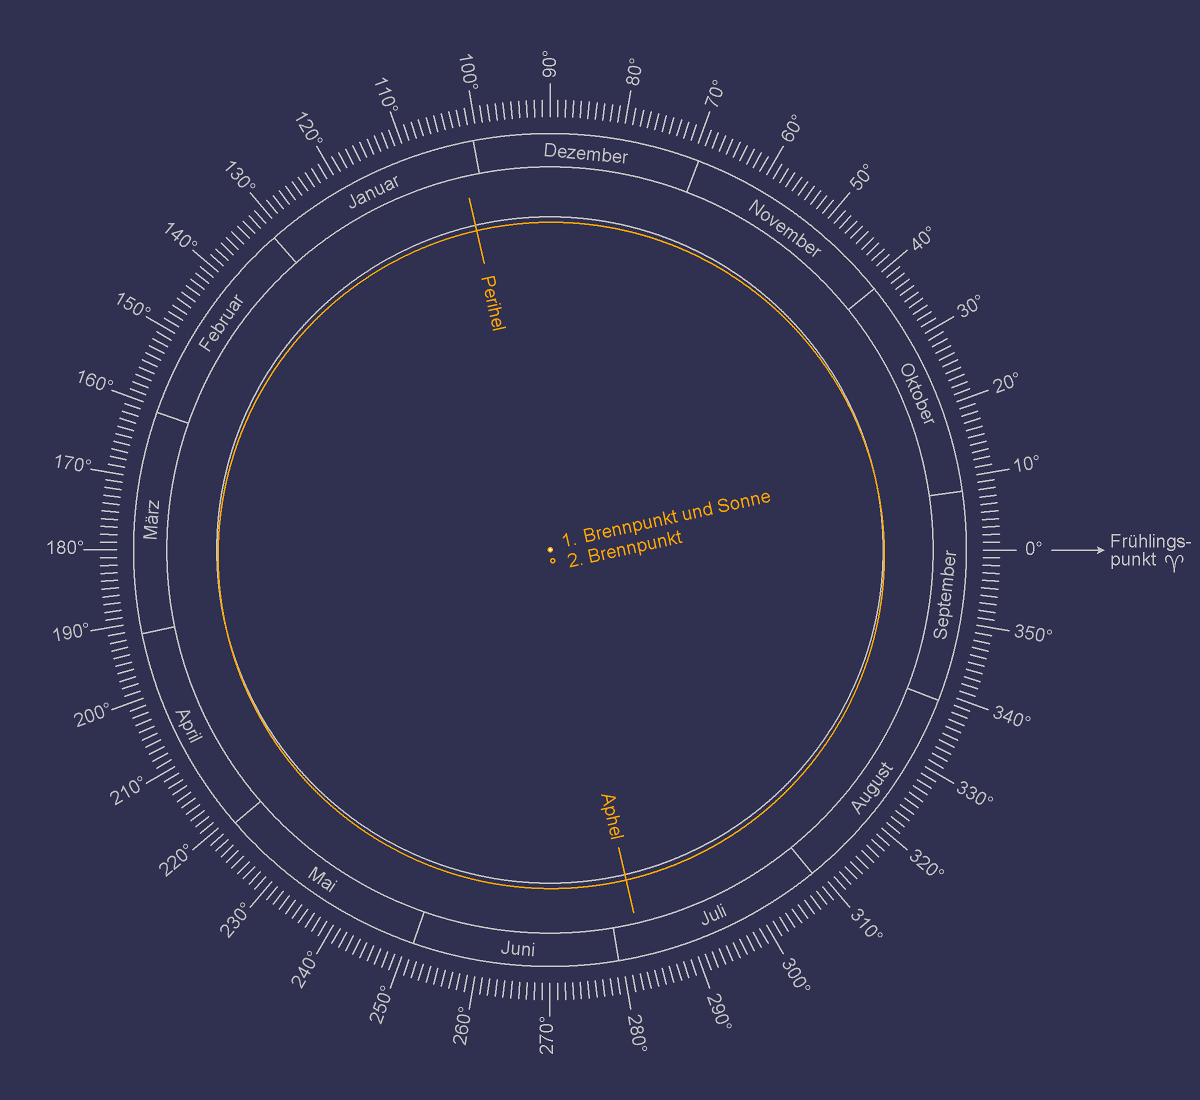 90°
80°
70°
60°
50°
40°
30°
20°
10°
0°
350°
340°
330°
320°
310°
300°
290°
280°
270°
260°
250°
240°
230°
220°
210°
200°
190°
180°
170°
160°
150°
140°
130°
120°
110°
100°
Dezember
November
Oktober
September
August
Juli
Juni
Mai
April
März
Februar
Januar
Perihel
1. Brennpunkt und Sonne
2. Brennpunkt
Aphel
Frühlings-
punkt ♈